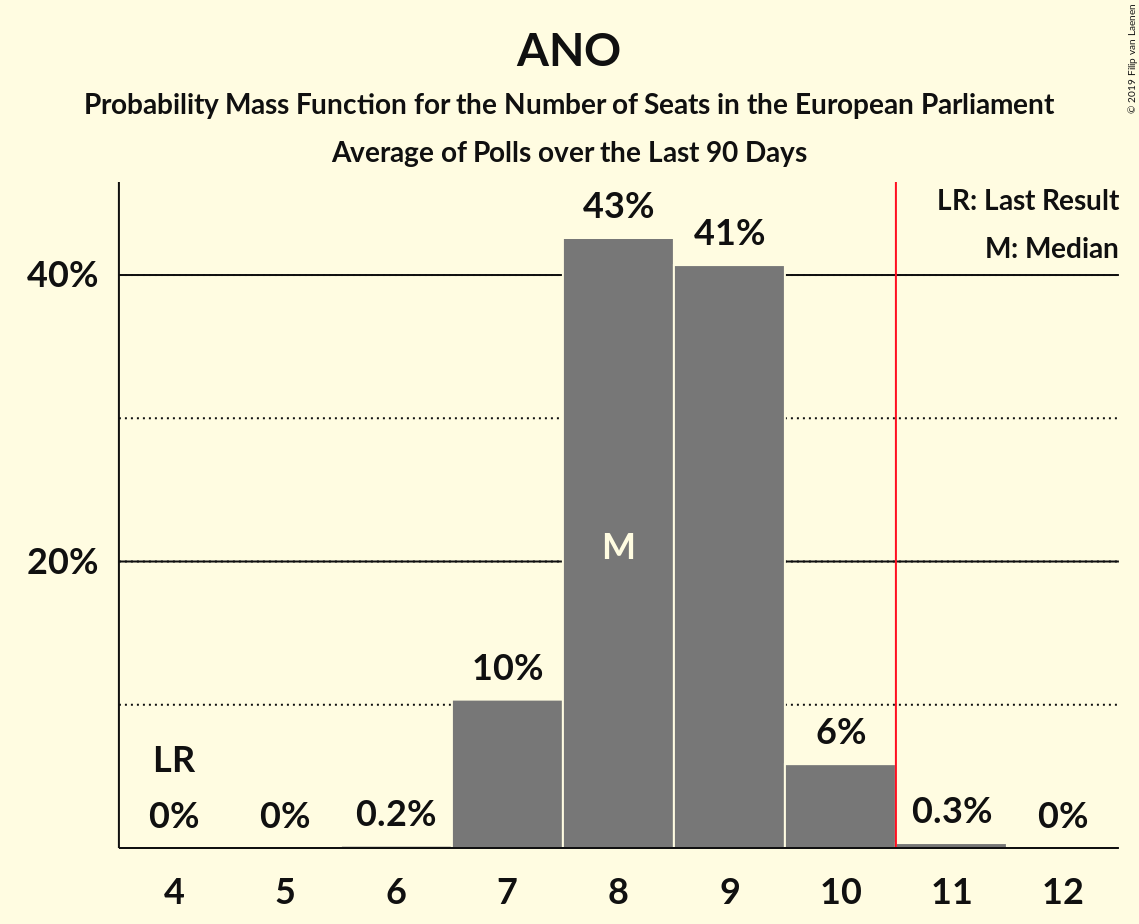 ANO
Probability Mass Function for the Number of Seats in the European Parliament
Average of Polls over the Last 90 Days
© 2019 Filip van Laenen
LR: Last Result
M: Median
43%
41%
40%
M
20%
10%
6%
LR
0%
0%
0.2%
0.3%
0%
4
5
6
7
8
9
10
11
12